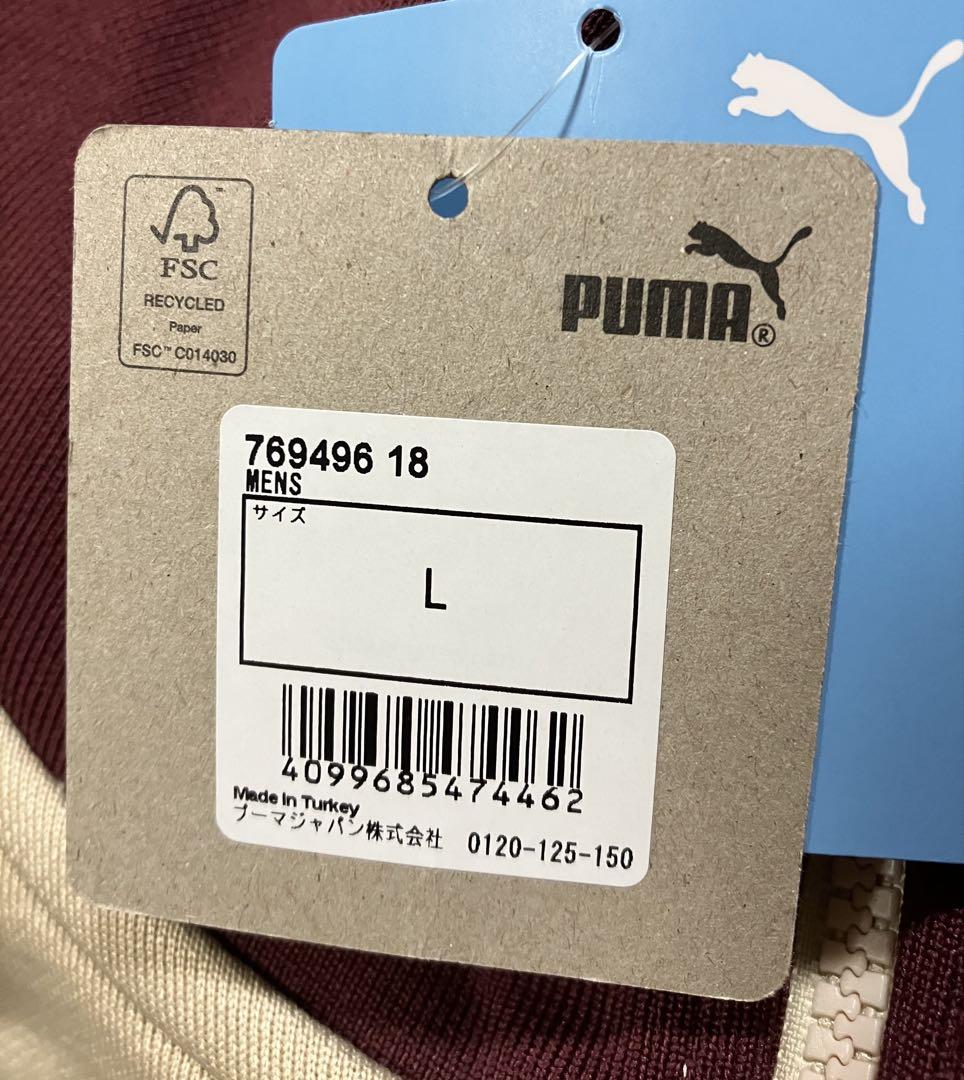 FSC
RECYCLED
Paper
FSC™ C014030
PUMA®
769496 18
MENS
サイズ
L
4099685474462
Made in Turkey
プーマジャパン株式会社 0120-125-150